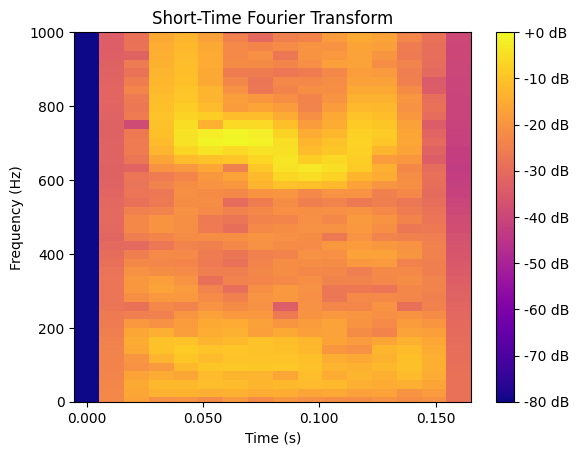 Short-Time Fourier Transform
Frequency (Hz)
1000
800
600
400
200
0
0.000 0.050 0.100 0.150
Time (s)
+0 dB
-10 dB
-20 dB
-30 dB
-40 dB
-50 dB
-60 dB
-70 dB
-80 dB